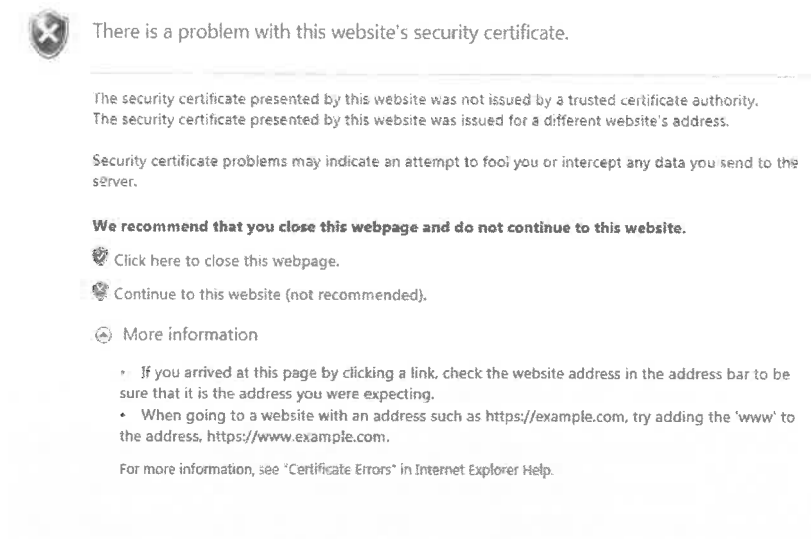 There is a problem with this website's security certificate.
The security certificate presented by this website was not issued by a trusted certificate authority.
The security certificate presented by this website was issued for a different website's address.
Security certificate problems may indicate an attempt to fool you or intercept any data you send to the
server.
We recommend that you close this webpage and do not continue to this website.
Click here to close this webpage.
Continue to this website (not recommended).
More information
• If you arrived at this page by clicking a link, check the website address in the address bar to be
sure that it is the address you were expecting.
• When going to a website with an address such as https://example.com, try adding the 'www' to
the address, https://www.example.com.
For more information, see "Certificate Errors" in Internet Explorer Help.